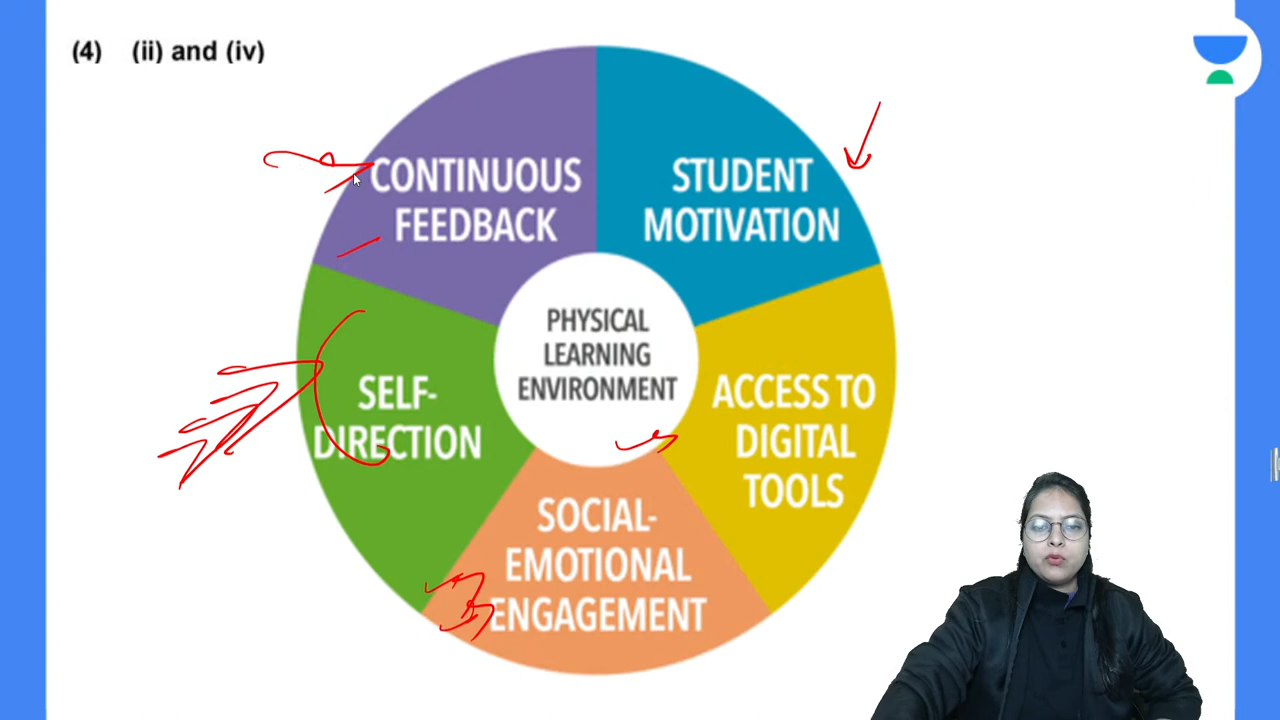 (4) (ii) and (iv)
CONTINUOUS
FEEDBACK
STUDENT
MOTIVATION
PHYSICAL
LEARNING
ENVIRONMENT
SELF-
DIRECTION
ACCESS TO
DIGITAL
TOOLS
SOCIAL-
EMOTIONAL
ENGAGEMENT